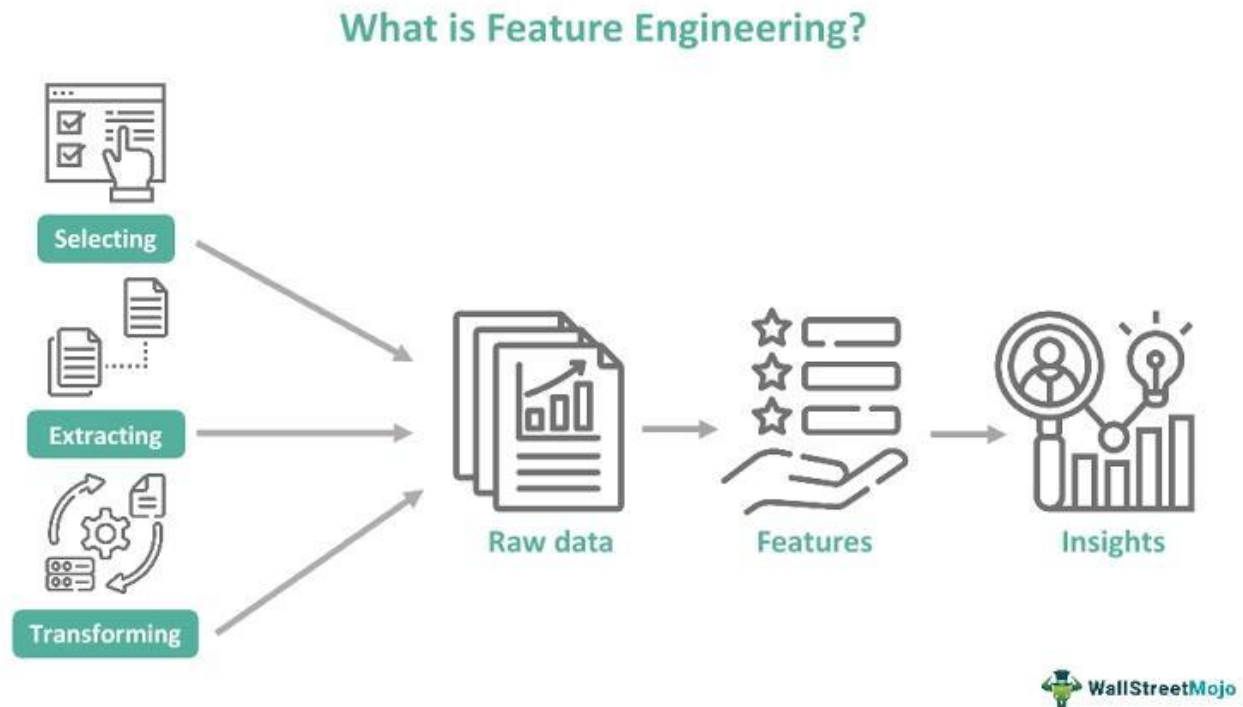 What is Feature Engineering?
Selecting
Extracting
Transforming
Raw data
Features
Insights
WallStreetMojo